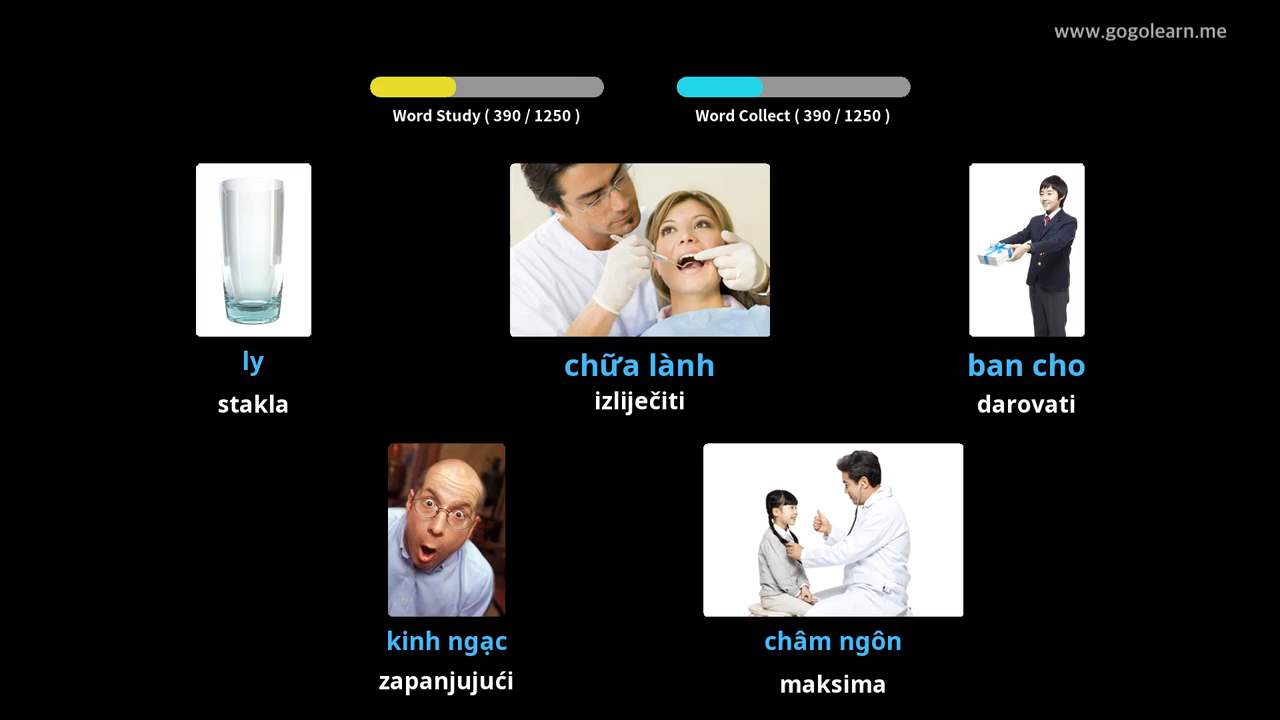 www.gogolearn.me
Word Study ( 390 / 1250 )
Word Collect ( 390 / 1250 )
ly
stakla
chữa lành
izliječiti
ban cho
darovati
kinh ngạc
zapanjujući
châm ngôn
maksima